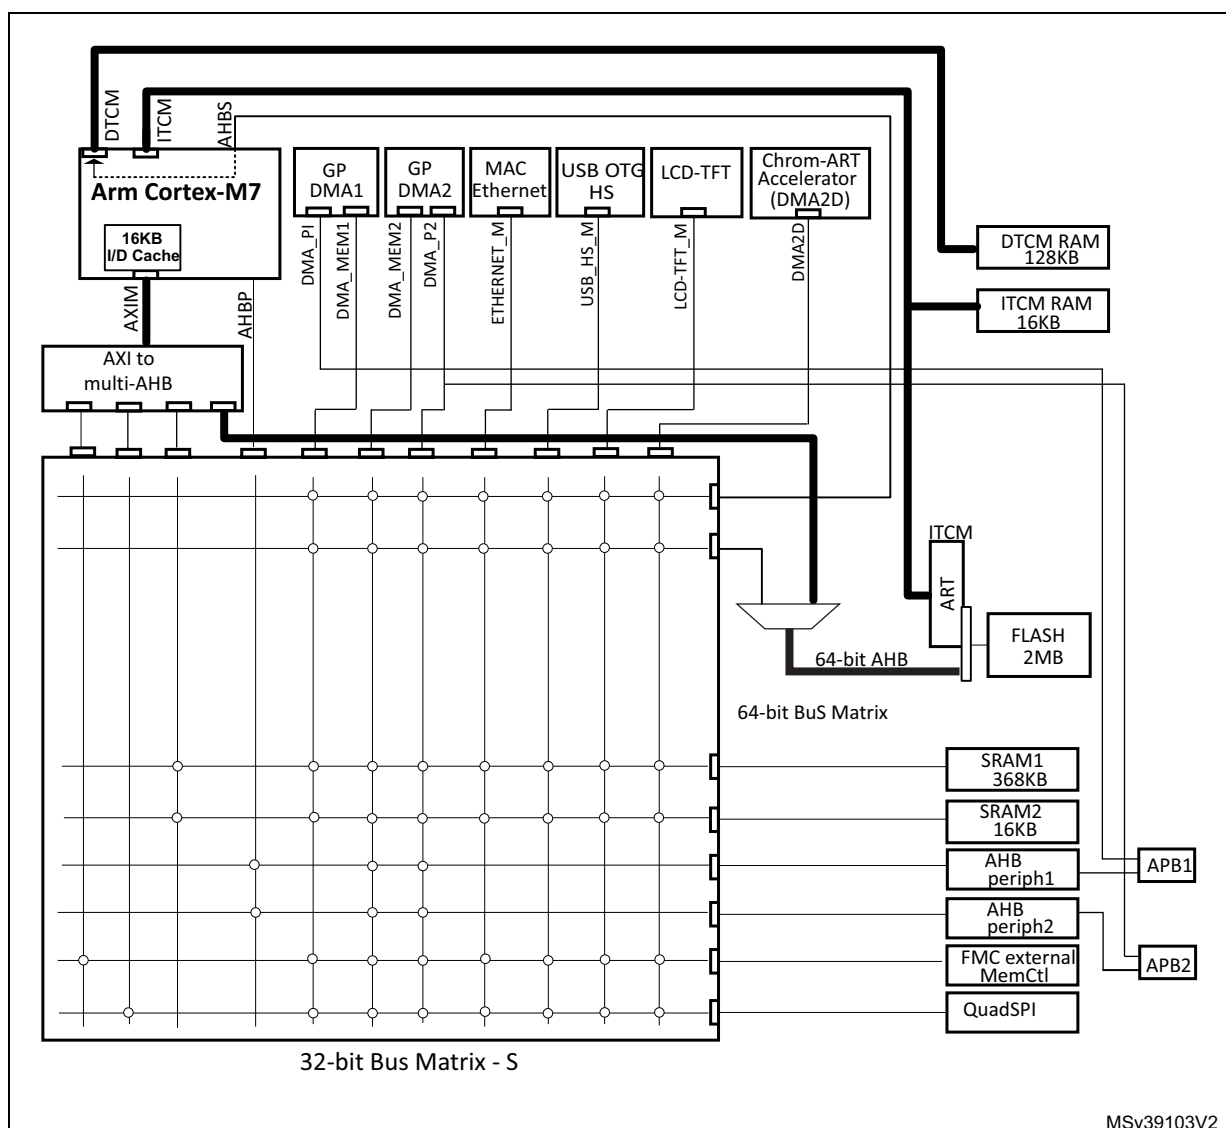 DTCM
ITCM
AHBS
Arm Cortex-M7
16KB
I/D Cache
AXIM
AHBP
GP
DMA1
GP
DMA2
MAC
Ethernet
USB OTG
HS
LCD-TFT
Chrom-ART
Accelerator
(DMA2D)
DMA_PI
DMA_MEM1
DMA_MEM2
DMA_P2
ETHERNET_M
USB_HS_M
LCD-TFT_M
DMA2D
DTCM RAM
128KB
ITCM RAM
16KB
AXI to
multi-AHB
ITCM
ART
FLASH
2MB
64-bit AHB
64-bit BuS Matrix
SRAM1
368KB
SRAM2
16KB
AHB
periph1
APB1
AHB
periph2
FMC external
MemCtl
APB2
QuadSPI
32-bit Bus Matrix - S
MSv39103V2